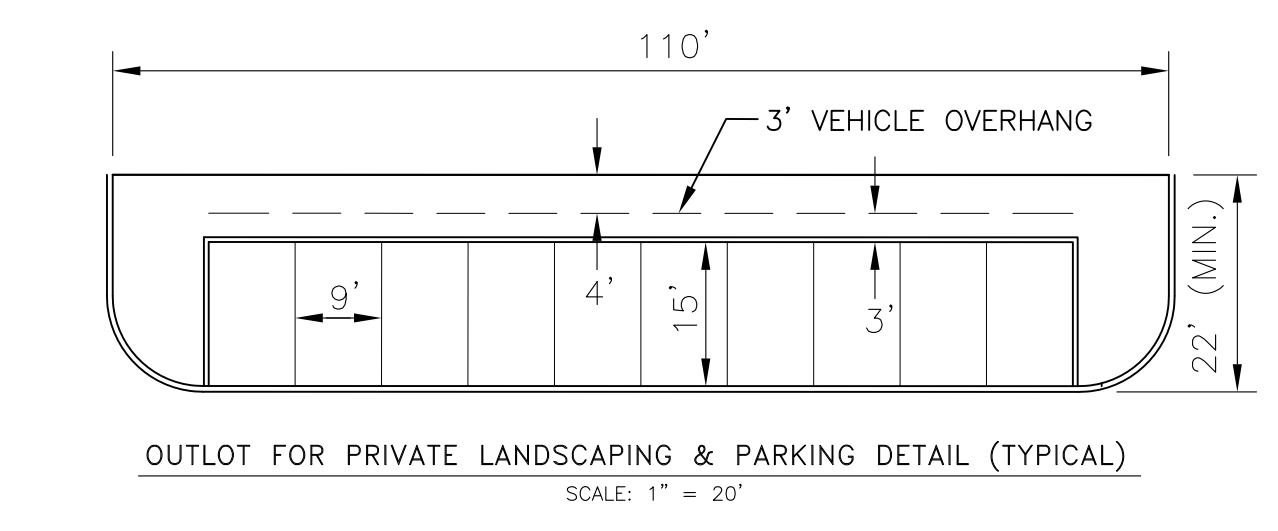 110’
3’ VEHICLE OVERHANG
22’ (MIN.)
4’
9’
15’
3’
OUTLOT FOR PRIVATE LANDSCAPING & PARKING DETAIL (TYPICAL)
SCALE: 1” = 20’